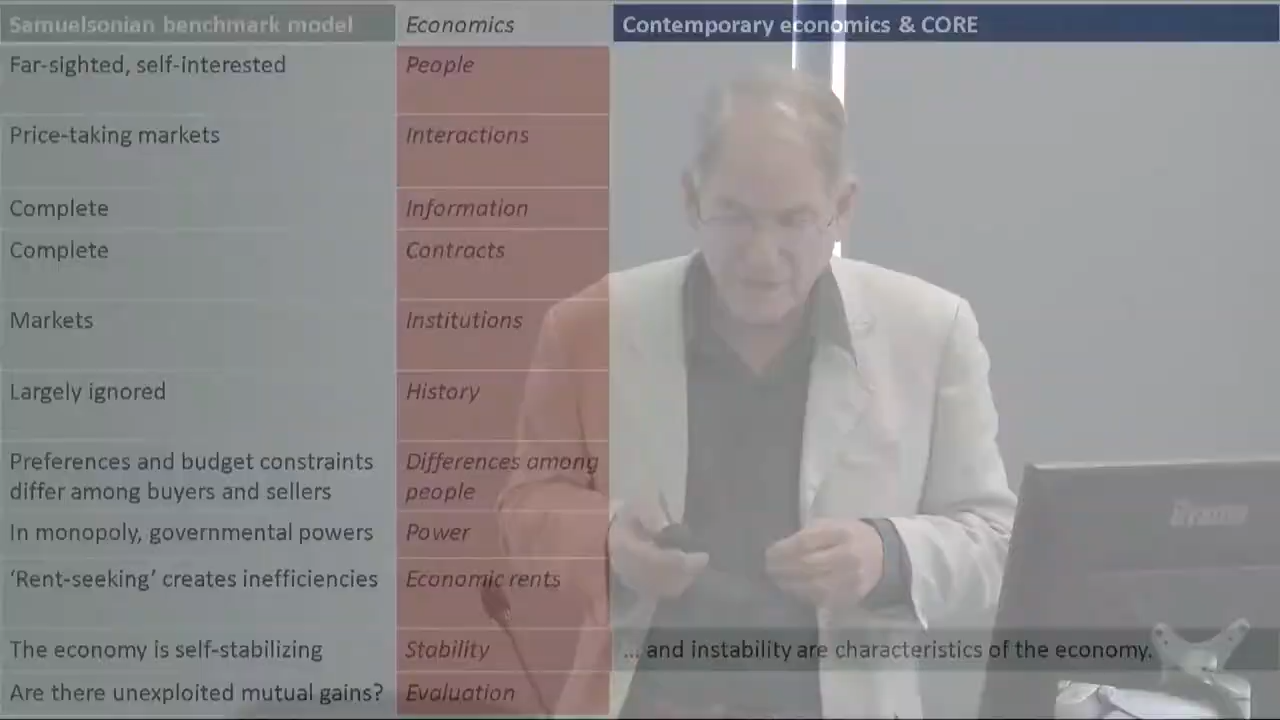 Samuelsonian benchmark model Economics Contemporary economics & CORE
Far-sighted, self-interested People
Price-taking markets Interactions
Complete Information
Complete Contracts
Markets Institutions
Largely ignored History
Preferences and budget constraints Differences among
differ among buyers and sellers people
In monopoly, governmental powers Power
‘Rent-seeking’ creates inefficiencies Economic rents
The economy is self-stabilizing Stability ... and instability are characteristics of the economy.
Are there unexploited mutual gains? Evaluation